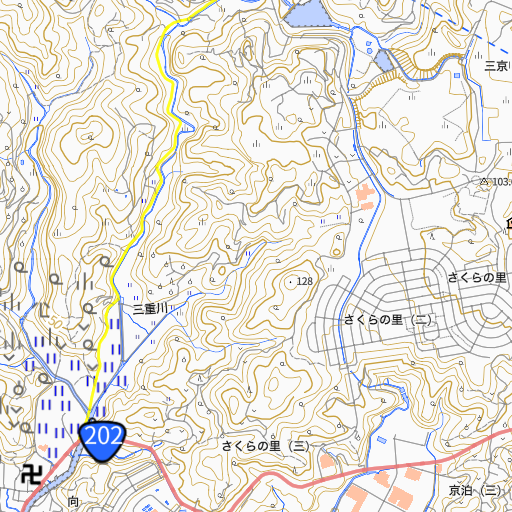 三京
103.
さくらの里
128
三重川
さくらの里（二）
202
さくらの里（三）
向
京泊（三）